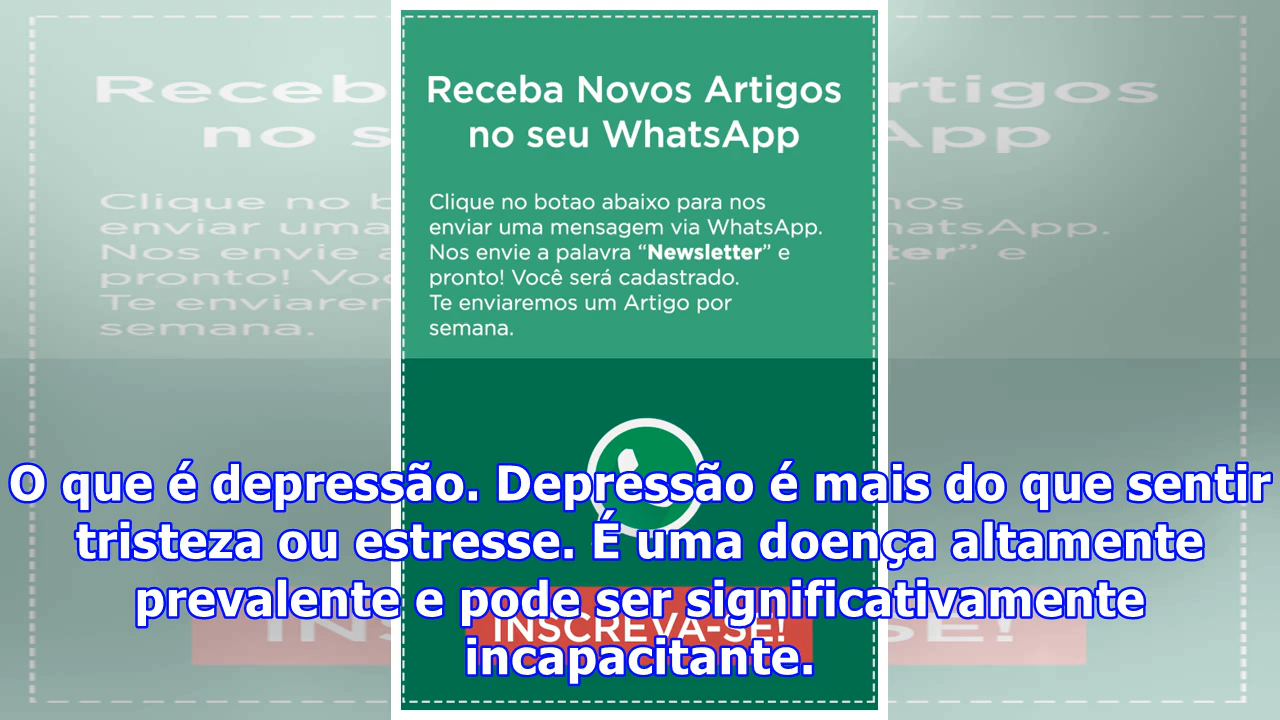 Receba Novos Artigos
no seu WhatsApp
Clique no botao abaixo para nos
enviar uma mensagem via WhatsApp.
Nos envie a palavra “Newsletter” e
pronto! Você será cadastrado.
Te enviaremos um Artigo por
semana.
INSCREVA-SE!
O que é depressão. Depressão é mais do que sentir
tristeza ou estresse. É uma doença altamente
prevalente e pode ser significativamente
incapacitante.